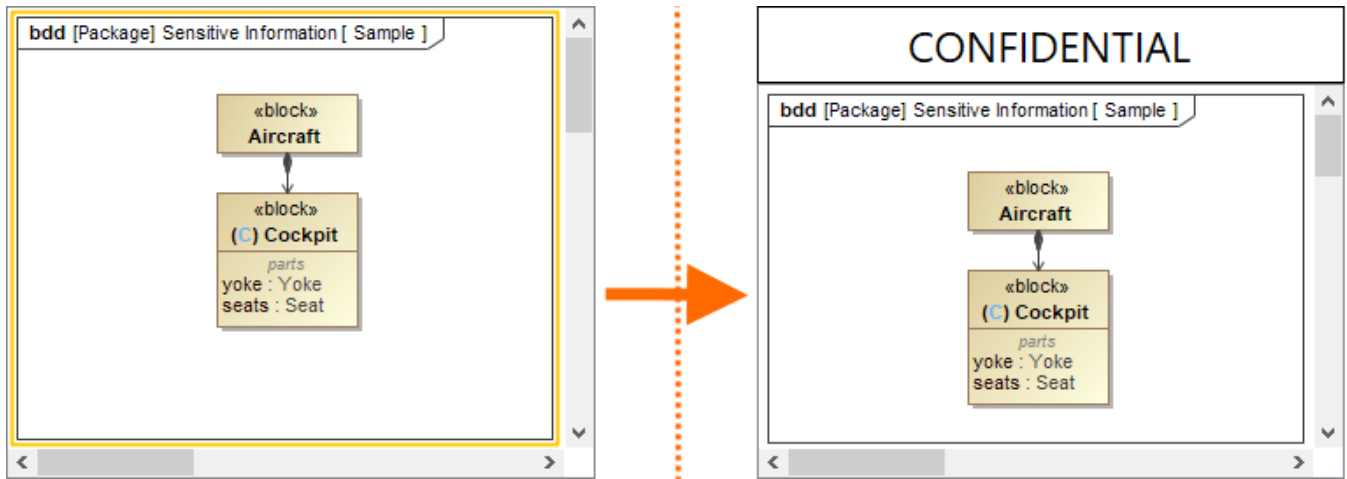 bdd [Package] Sensitive Information [ Sample ]
«block»
Aircraft
«block»
(C) Cockpit
parts
yoke : Yoke
seats : Seat
CONFIDENTIAL
bdd [Package] Sensitive Information [ Sample ]
«block»
Aircraft
«block»
(C) Cockpit
parts
yoke : Yoke
seats : Seat